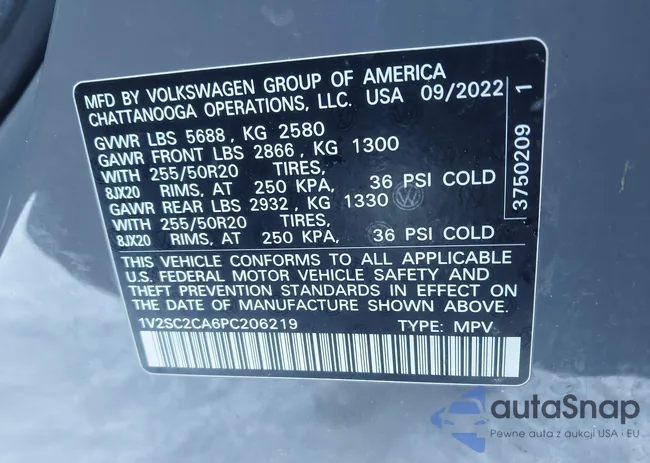 MFD BY VOLKSWAGEN GROUP OF AMERICA
CHATTANOOGA OPERATIONS, LLC. USA 09/2022
GVWR LBS 5688 , KG 2580
GAWR FRONT LBS 2866 , KG 1300
WITH 255/50R20 TIRES,
8JX20 RIMS, AT 250 KPA, 36 PSI COLD
GAWR REAR LBS 2932 , KG 1330
WITH 255/50R20 TIRES,
8JX20 RIMS, AT 250 KPA, 36 PSI COLD
THIS VEHICLE CONFORMS TO ALL APPLICABLE
U.S. FEDERAL MOTOR VEHICLE SAFETY AND
THEFT PREVENTION STANDARDS IN EFFECT ON
THE DATE OF MANUFACTURE SHOWN ABOVE.
1V2SC2CA6PC206219 TYPE: MPV
3750209 1
autaSnap
Pewne auta z aukcji USA i EU